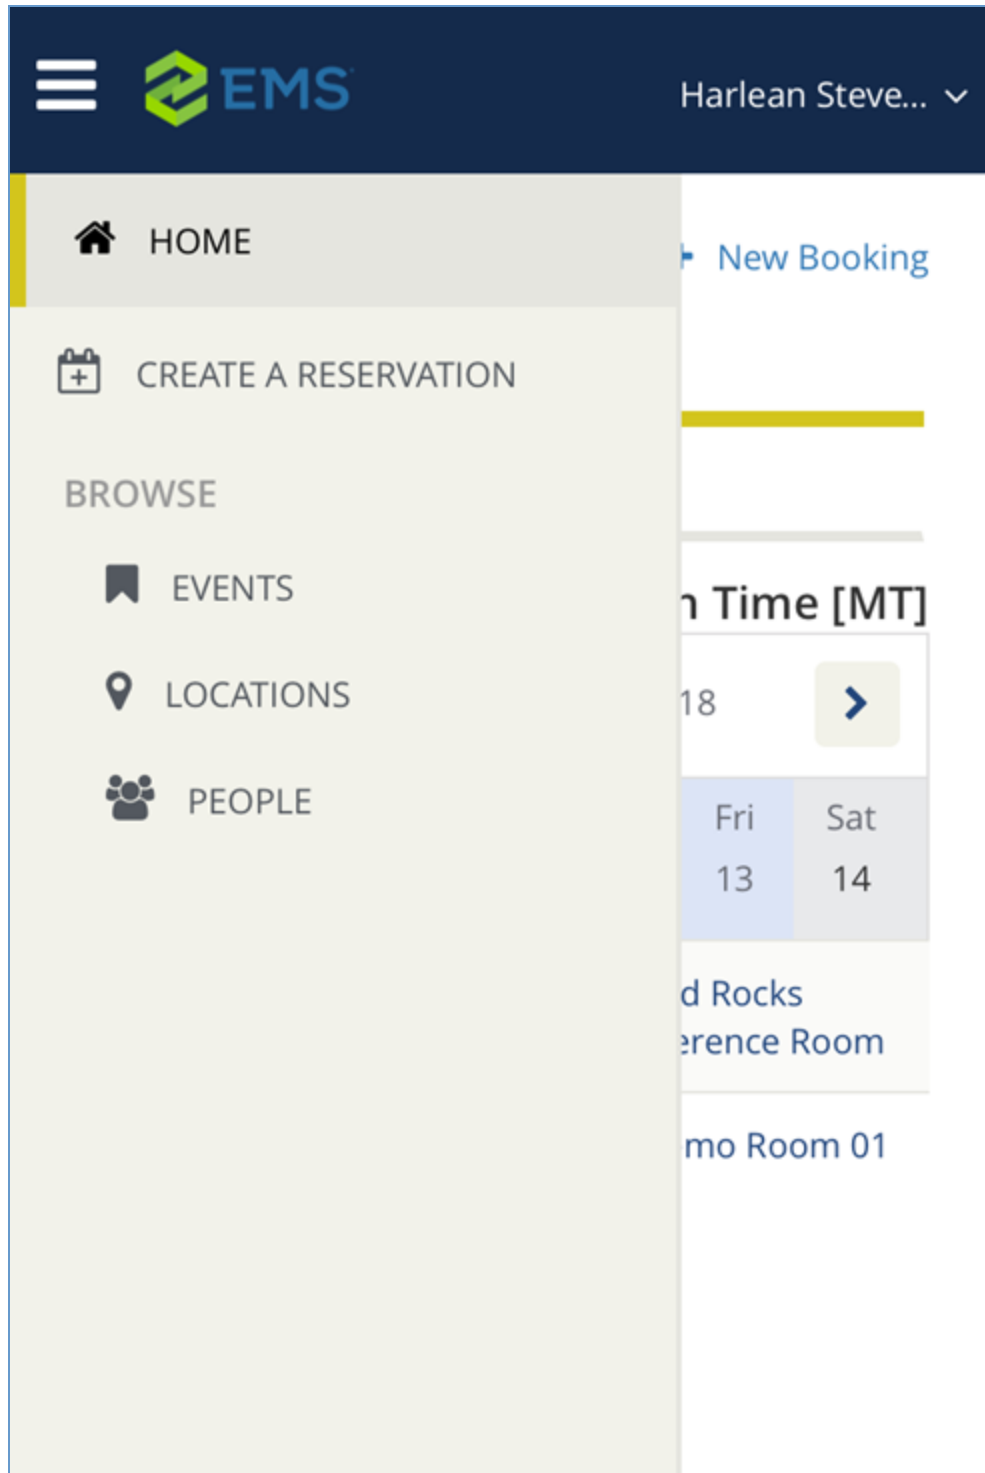 EMS
Harlean Steve...
HOME
New Booking
CREATE A RESERVATION
BROWSE
EVENTS
n Time [MT]
LOCATIONS
18
PEOPLE
Fri
Sat
13
14
d Rocks
erence Room
mo Room 01